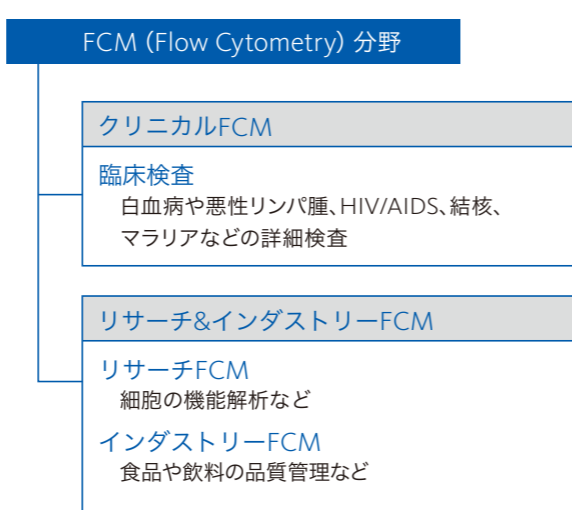 FCM (Flow Cytometry) 分野
クリニカルFCM
臨床検査
白血病や悪性リンパ腫、HIV/AIDS、結核、
マラリアなどの詳細検査
リサーチ&インダストリーFCM
リサーチFCM
細胞の機能解析など
インダストリーFCM
食品や飲料の品質管理など